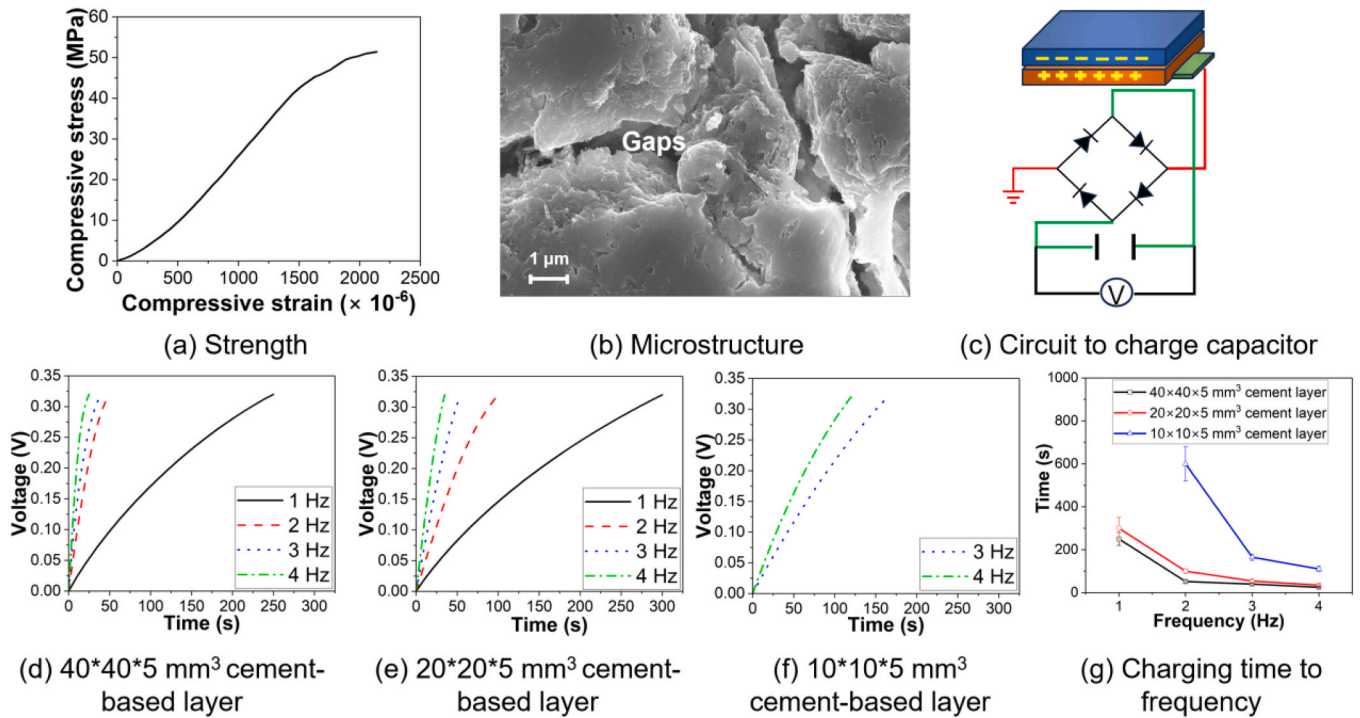 Compressive stress (MPa)
60
50
40
30
20
10
0
0 500 1000 1500 2000 2500
Compressive strain (× 10⁻⁶)
(a) Strength
Gaps
1 μm
(b) Microstructure
V
(c) Circuit to charge capacitor
Voltage (V)
0.35
0.30
0.25
0.20
0.15
0.10
0.05
0.00
0 50 100 150 200 250 300
Time (s)
1 Hz
2 Hz
3 Hz
4 Hz
(d) 40*40*5 mm³ cement-
based layer
Voltage (V)
0.35
0.30
0.25
0.20
0.15
0.10
0.05
0.00
0 50 100 150 200 250 300
Time (s)
1 Hz
2 Hz
3 Hz
4 Hz
(e) 20*20*5 mm³ cement-
based layer
Voltage (V)
0.35
0.30
0.25
0.20
0.15
0.10
0.05
0.00
0 50 100 150 200 250 300
Time (s)
3 Hz
4 Hz
(f) 10*10*5 mm³
cement-based layer
Time (s)
1000
800
600
400
200
0
1 2 3 4
Frequency (Hz)
40×40×5 mm³ cement layer
20×20×5 mm³ cement layer
10×10×5 mm³ cement layer
(g) Charging time to
frequency